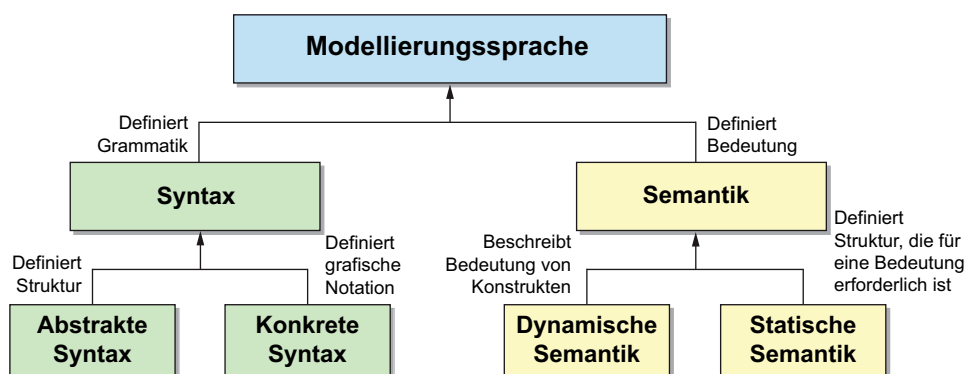 Modellierungssprache
Definiert
Grammatik
Definiert
Bedeutung
Syntax
Semantik
Definiert
Struktur
Definiert
grafische
Notation
Beschreibt
Bedeutung von
Konstrukten
Definiert
Struktur, die für
eine Bedeutung
erforderlich ist
Abstrakte
Syntax
Konkrete
Syntax
Dynamische
Semantik
Statische
Semantik